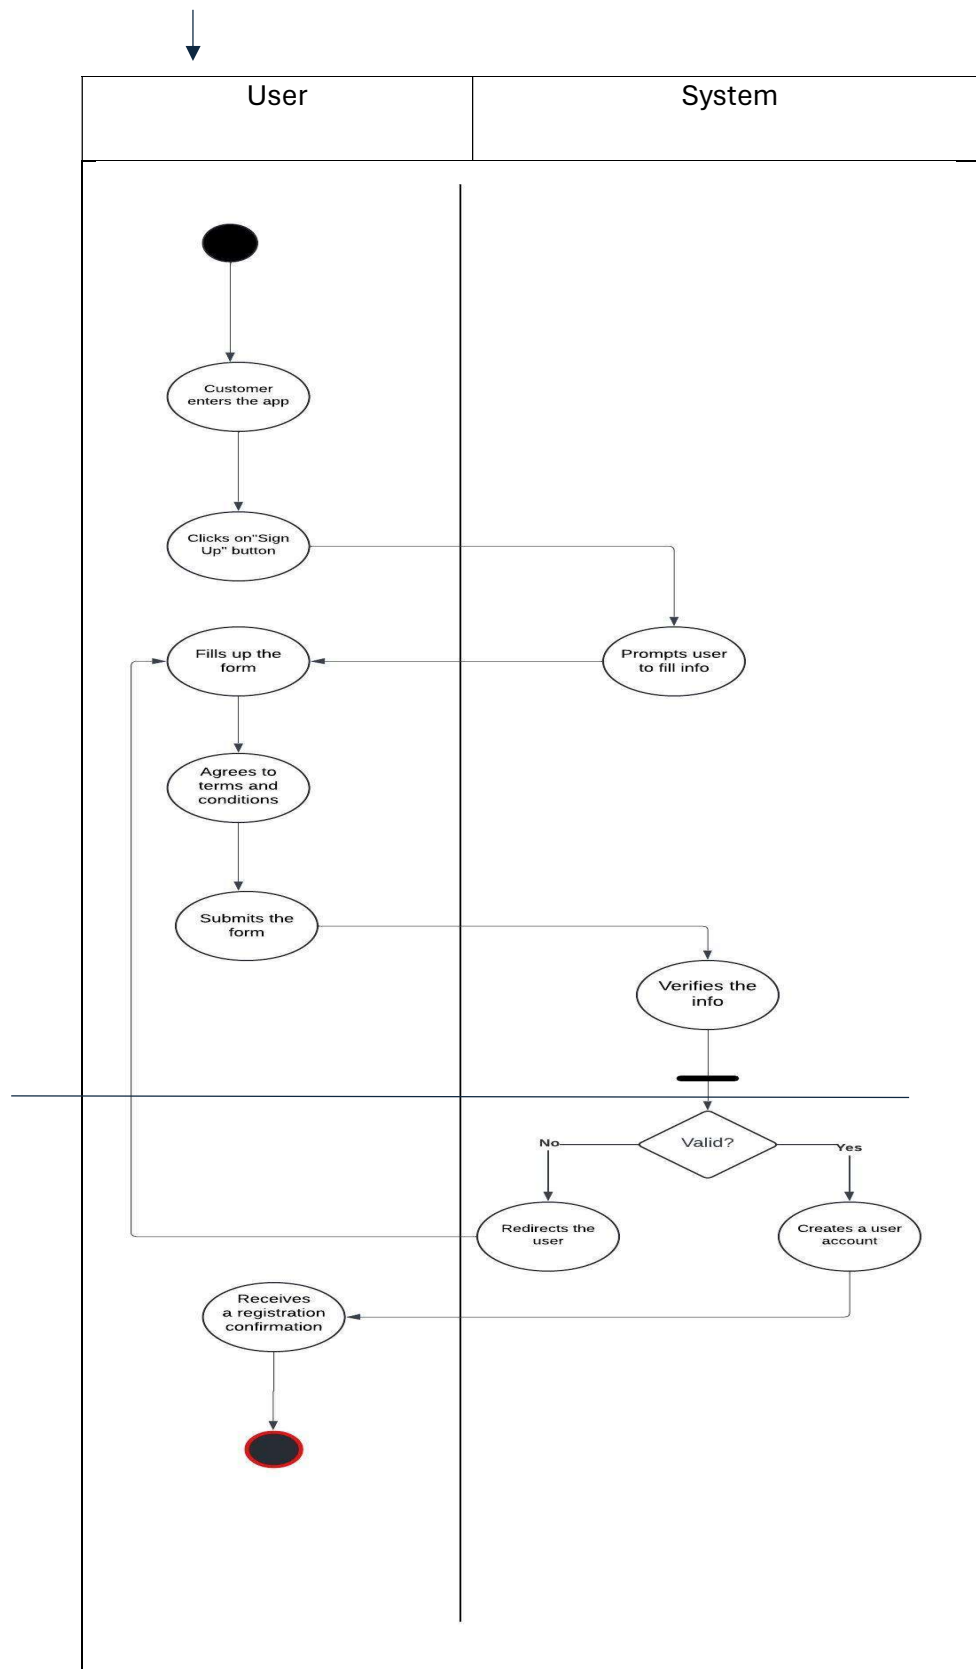 User
System
Customer
enters the app
Clicks on"Sign
Up" button
Prompts user
to fill info
Fills up the
form
Agrees to
terms and
conditions
Submits the
form
Verifies the
info
Valid?
No
Yes
Redirects the
user
Creates a user
account
Receives
a registration
confirmation